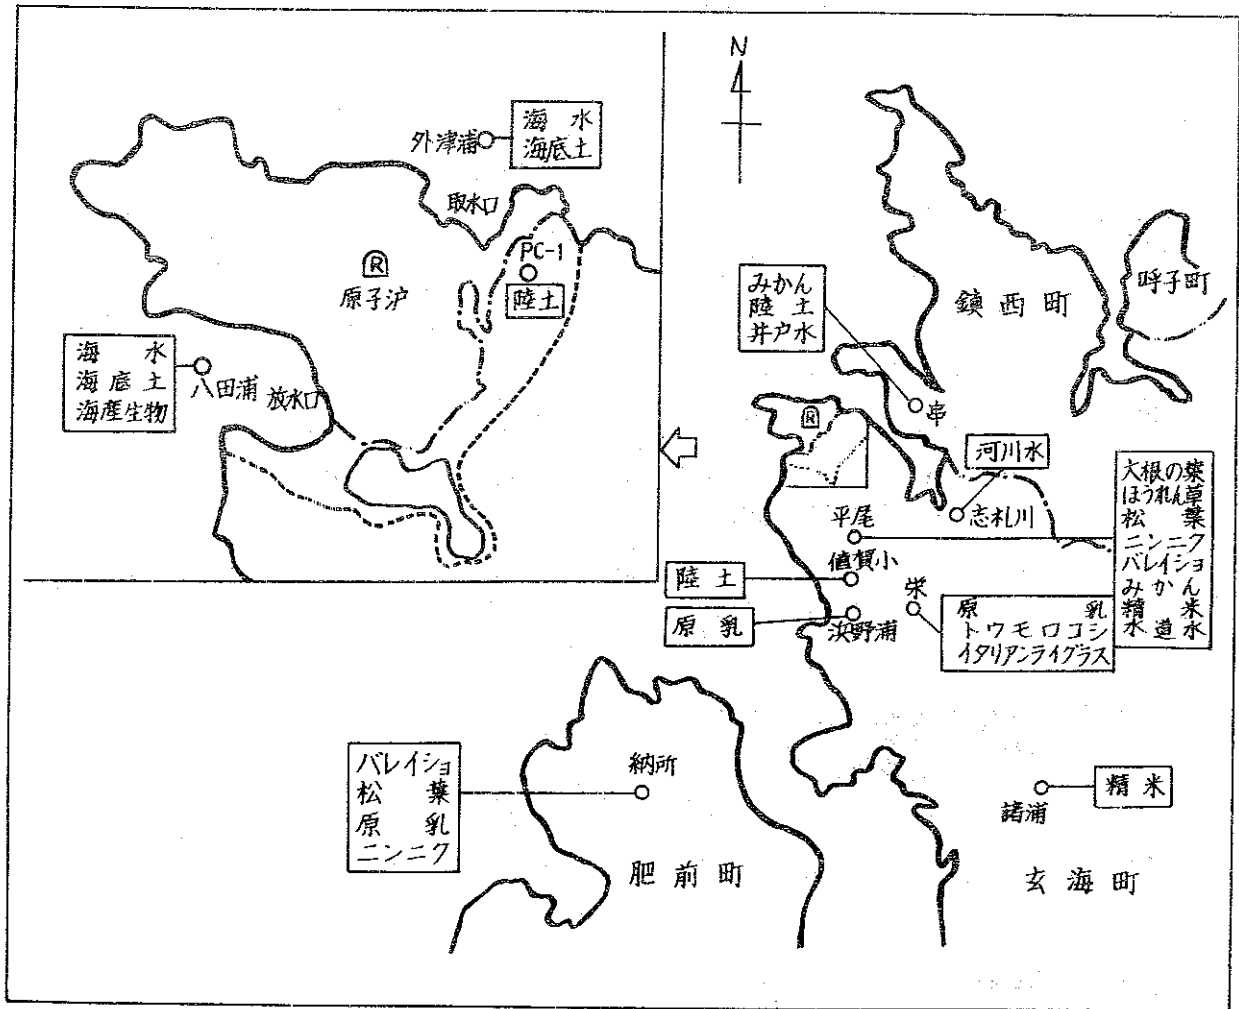 外津浦
海水
海底土
取水口
PC-1
陸土
R
原子炉
海水
海底土
海産生物
八田浦
放水口
N
鎮西町
呼子町
みかん
陸土
井戸水
串
R
河川水
志礼川
平尾
大根の葉
ほうれん草
松葉
ニンニク
バレイショ
みかん
精米
水道水
値賀小
陸土
浜野浦
原乳
栄
原乳
トウモロコシ
イタリアンライグラス
納所
バレイショ
松葉
原乳
ニンニク
肥前町
諸浦
精米
玄海町